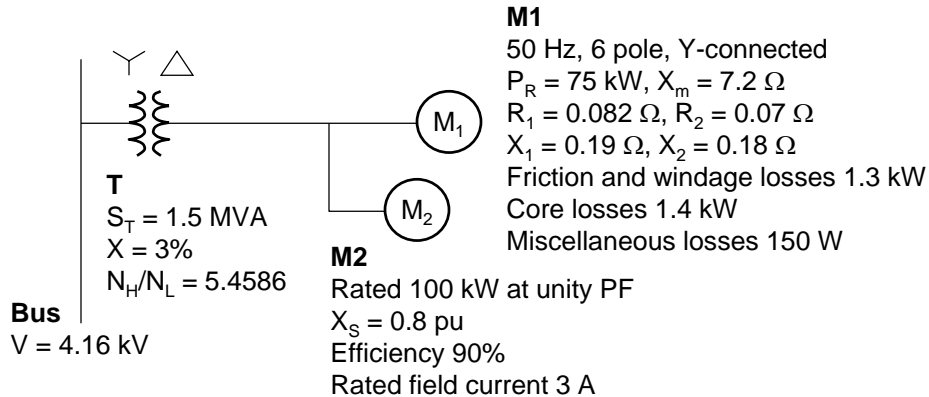 M1
50 Hz, 6 pole, Y-connected
P_R = 75 kW, X_m = 7.2 Ω
R_1 = 0.082 Ω, R_2 = 0.07 Ω
X_1 = 0.19 Ω, X_2 = 0.18 Ω
Friction and windage losses 1.3 kW
Core losses 1.4 kW
Miscellaneous losses 150 W
M_1
M_2
T
S_T = 1.5 MVA
X = 3%
N_H/N_L = 5.4586
M2
Rated 100 kW at unity PF
X_S = 0.8 pu
Efficiency 90%
Rated field current 3 A
Bus
V = 4.16 kV